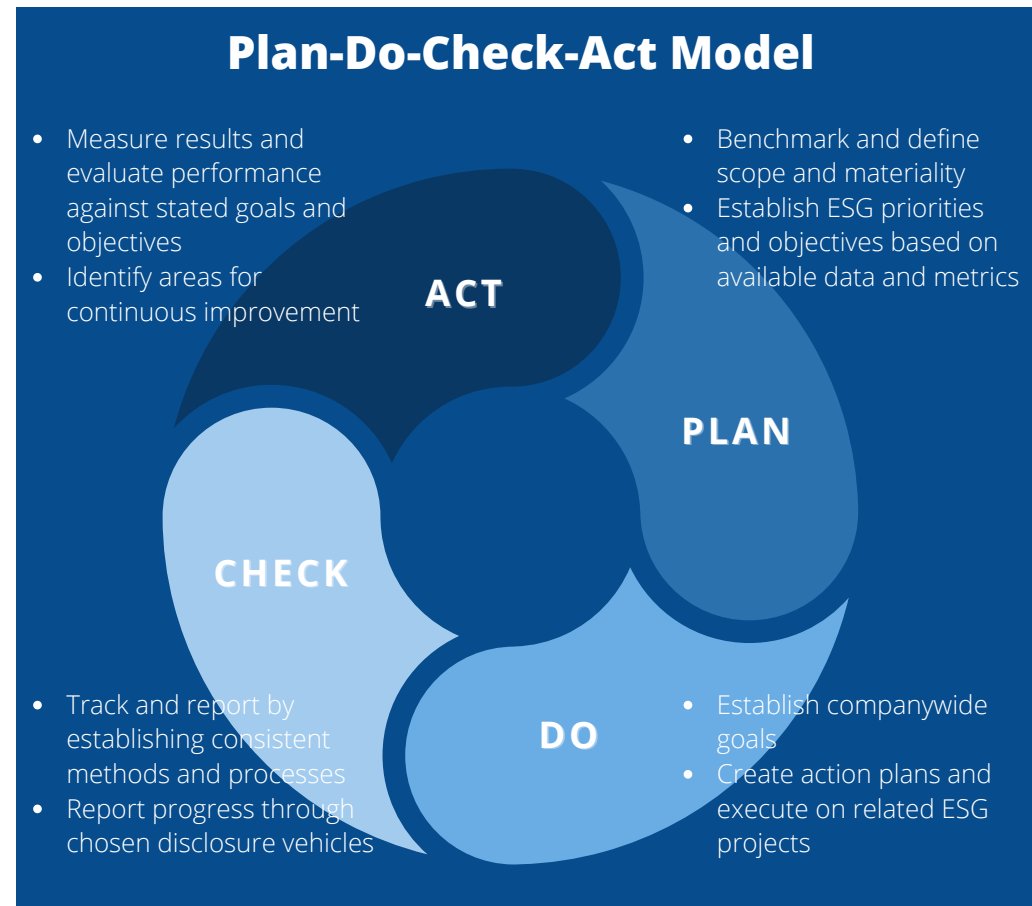 Plan-Do-Check-Act Model
• Measure results and
evaluate performance
against stated goals and
objectives
• Identify areas for
continuous improvement
• Benchmark and define
scope and materiality
• Establish ESG priorities
and objectives based on
available data and metrics
ACT
PLAN
CHECK
DO
• Track and report by
establishing consistent
methods and processes
• Report progress through
chosen disclosure vehicles
• Establish companywide
goals
• Create action plans and
execute on related ESG
projects